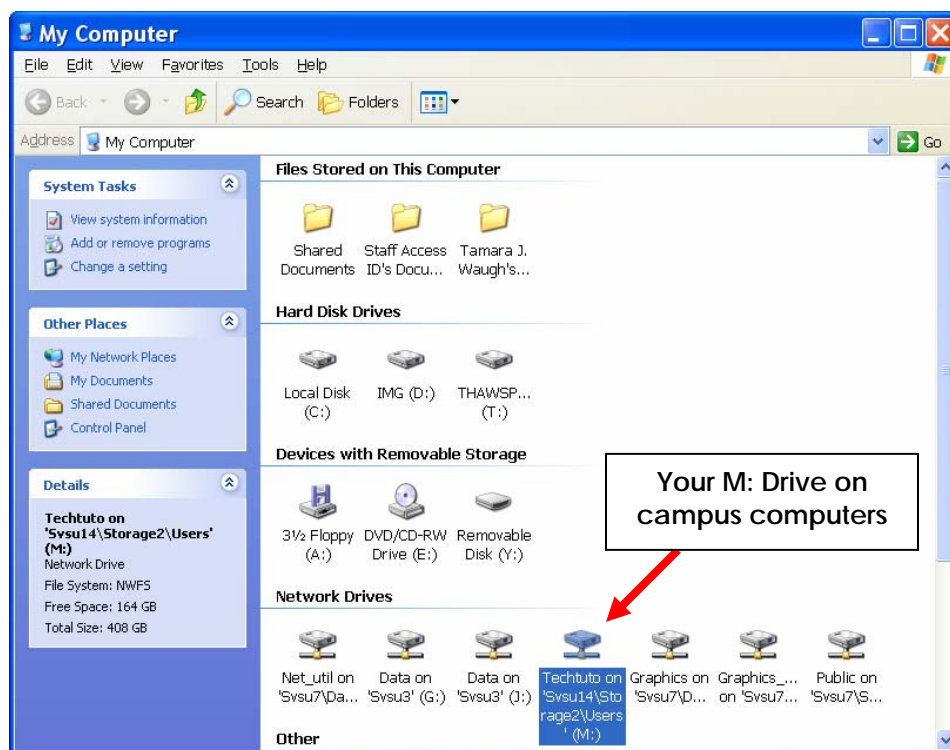 My Computer
File Edit View Favorites Tools Help
Back Search Folders
Address My Computer Go
System Tasks
View system information
Add or remove programs
Change a setting
Other Places
My Network Places
My Documents
Shared Documents
Control Panel
Details
Techtuto on
'Svsu14\Storage2\Users'
(M:)
Network Drive
File System: NWFS
Free Space: 164 GB
Total Size: 408 GB
Files Stored on This Computer
Shared Documents
Staff Access ID's Docu...
Tamara J. Waugh's...
Hard Disk Drives
Local Disk (C:)
IMG (D:)
THAWSP... (T:)
Devices with Removable Storage
3½ Floppy (A:)
DVD/CD-RW Drive (E:)
Removable Disk (Y:)
Your M: Drive on
campus computers
Network Drives
Net_util on 'Svsu7\Da...
Data on 'Svsu3' (G:)
Data on 'Svsu3' (J:)
Techtuto on 'Svsu14\Storage2\Users' (M:)
Graphics on 'Svsu7\D...
Graphics_... on 'Svsu7...
Public on 'Svsu7\S...
Other